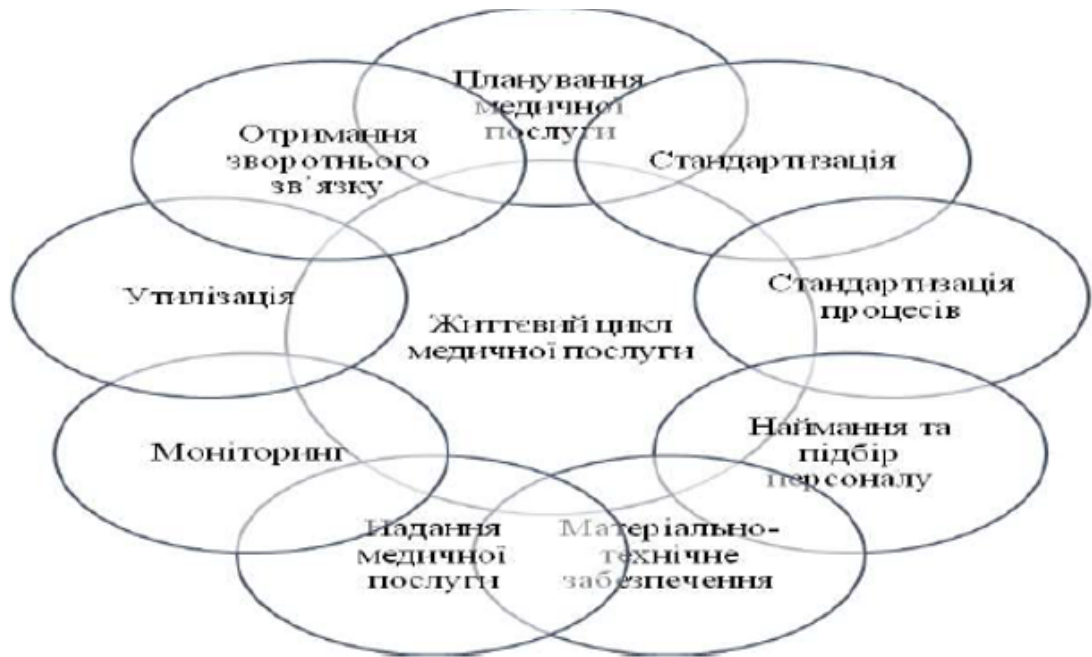 Планування
медичної
послуги
Стандартизація
Стандартизація
процесів
Наймання та
підбір
персоналу
Матеріально-
технічне
забезпечення
Надання
медичної
послуги
Моніторинг
Утилізація
Отримання
зворотнього
зв'язку
Життєвий цикл
медичної послуги